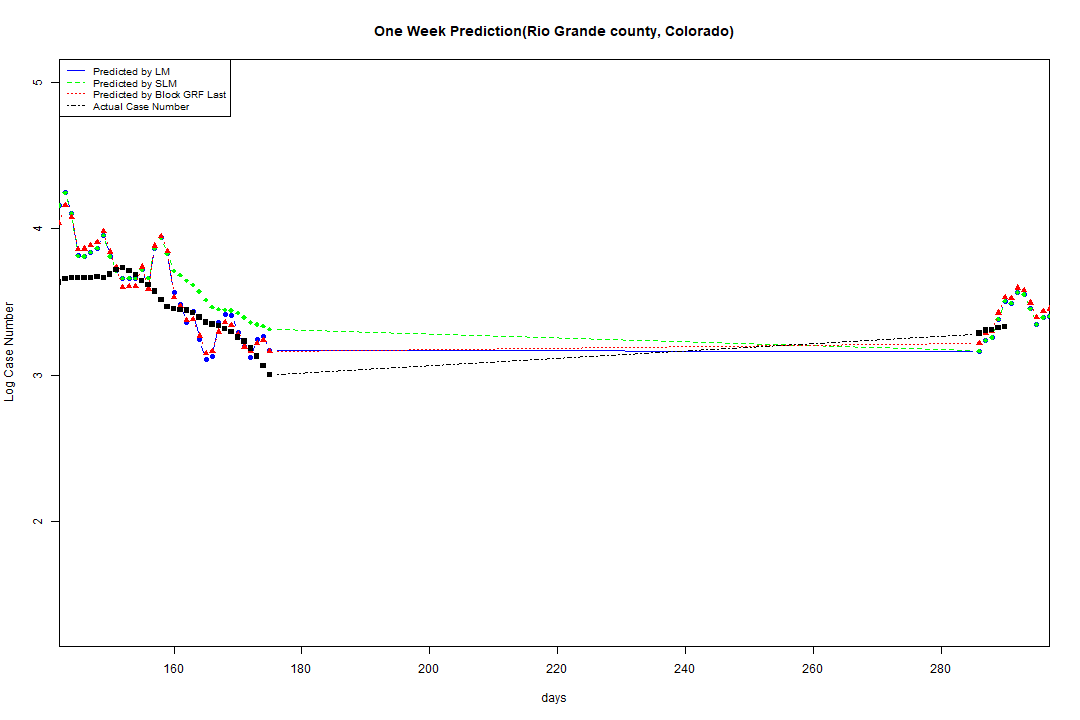 One Week Prediction(Rio Grande county, Colorado)
Predicted by LM
Predicted by SLM
Predicted by Block GRF Last
Actual Case Number
5
4
3
2
Log Case Number
160 180 200 220 240 260 280
days